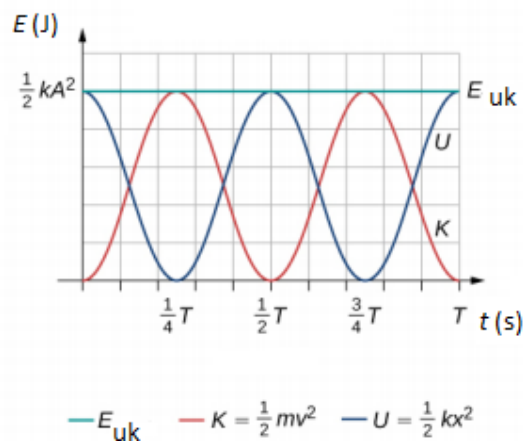 E (J)
½ kA²
E uk
U
K
¼ T
½ T
¾ T
T
t (s)
E uk
K = ½ mv²
U = ½ kx²